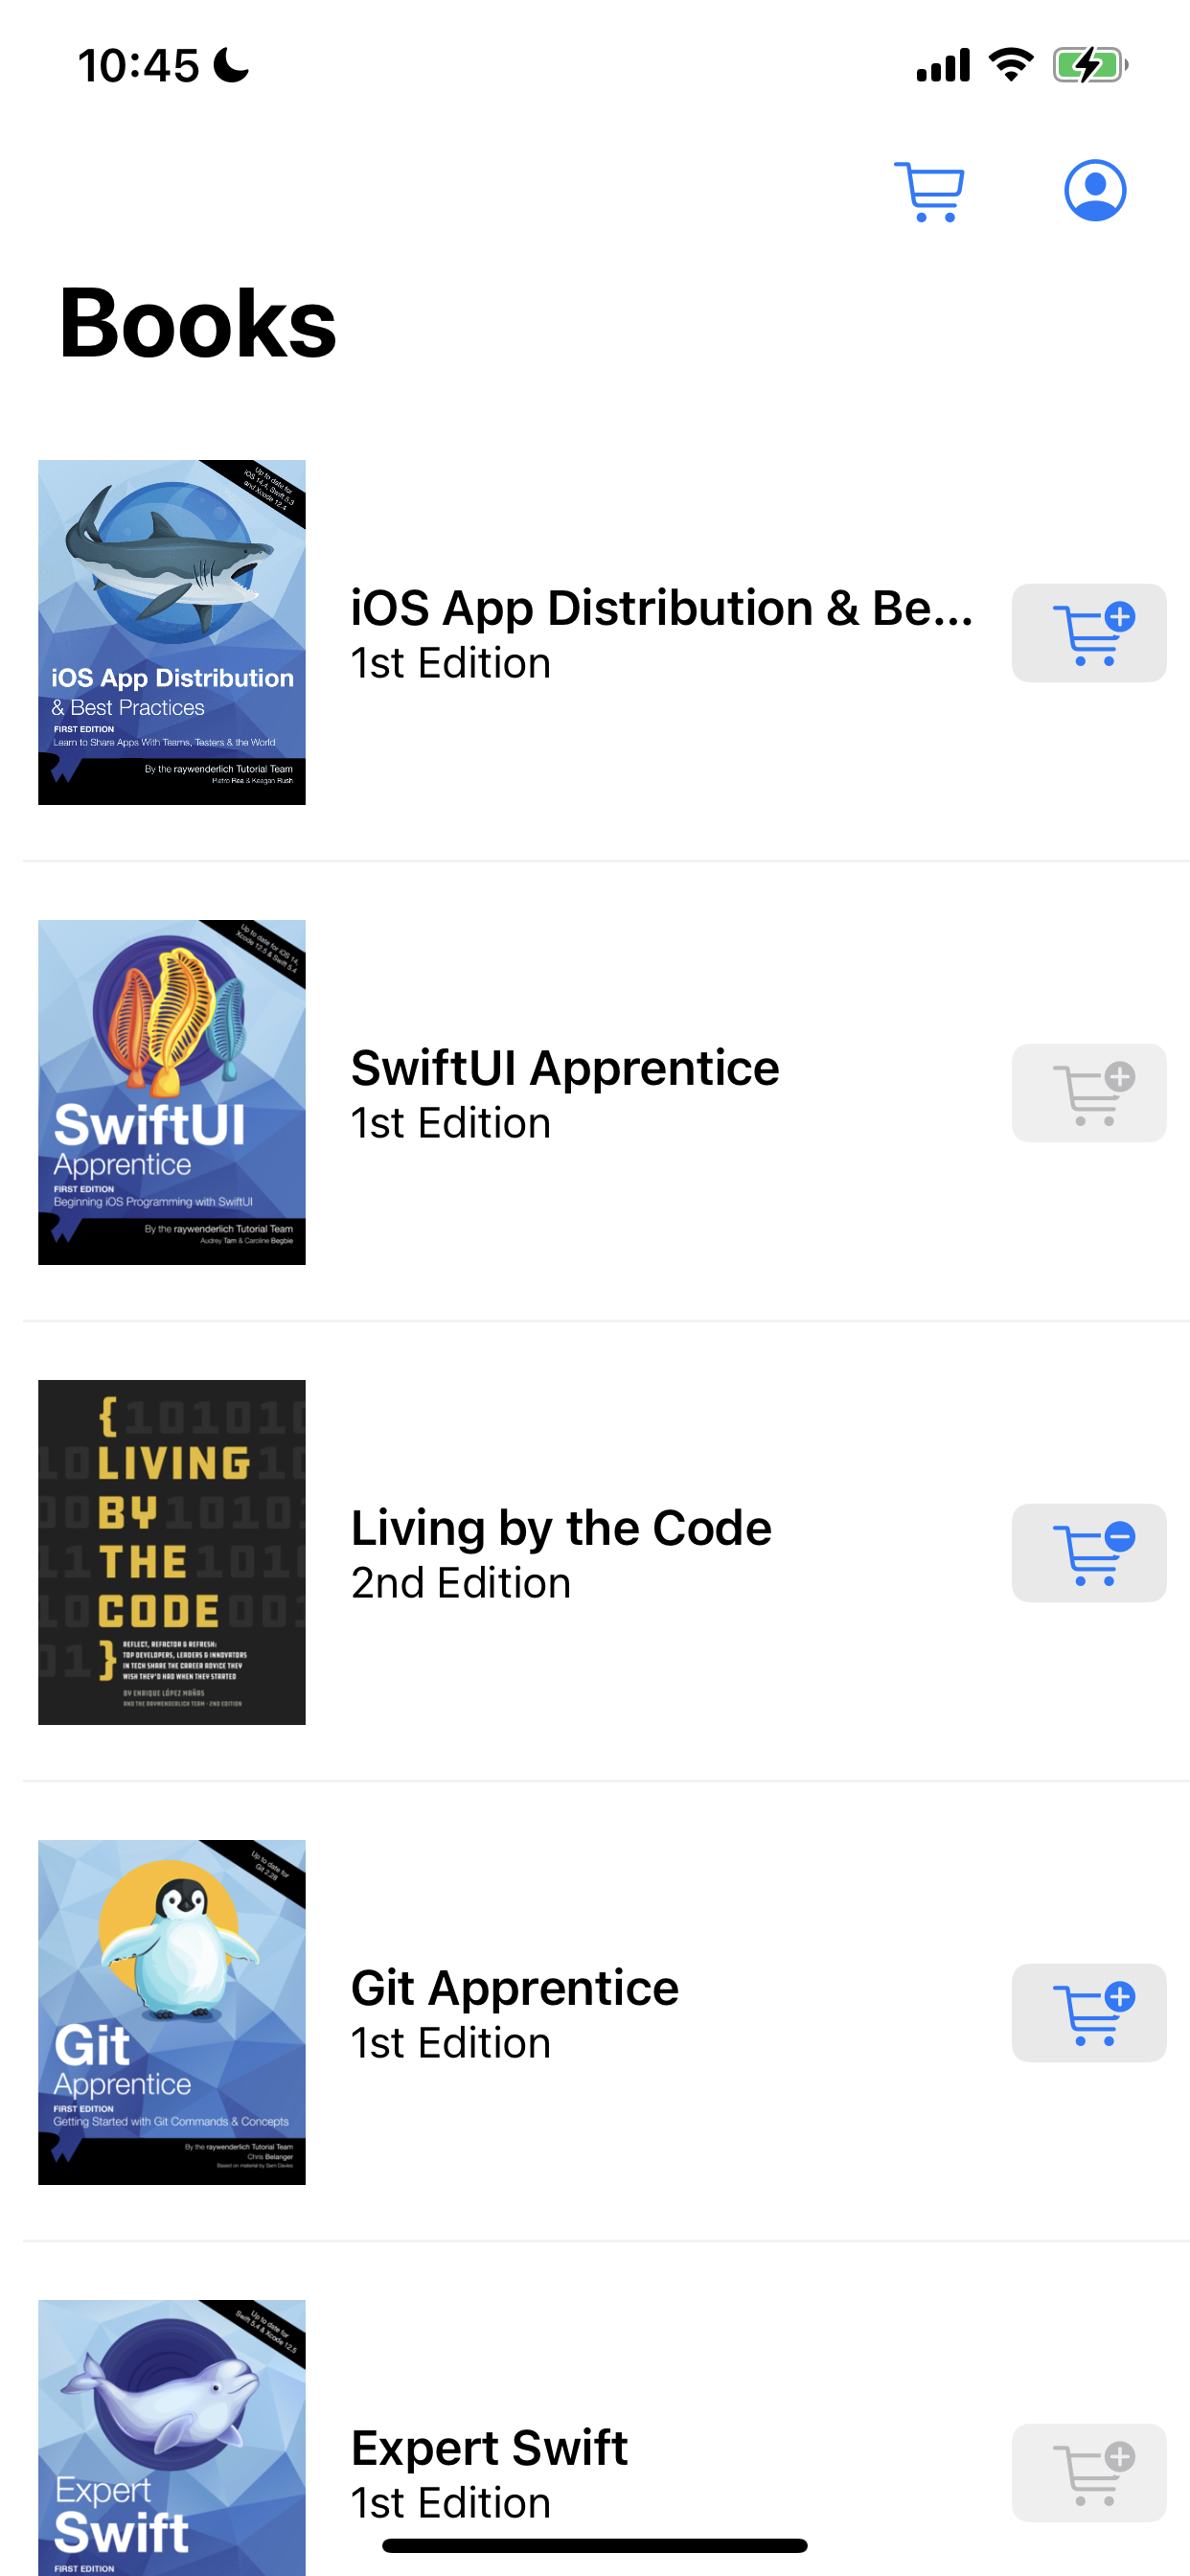 10:45
Books
Up to date for
iOS 14.4, Swift 5.3
and Xcode 12.4
iOS App Distribution
& Best Practices
FIRST EDITION
Learn to Share Apps With Teams, Testers & the World
By the raywenderlich Tutorial Team
Pietro Rea & Keegan Rush
iOS App Distribution & Be...
1st Edition
Up to date for iOS 14,
Xcode 12.5 & Swift 5.4
SwiftUI
Apprentice
FIRST EDITION
Beginning iOS Programming with SwiftUI
By the raywenderlich Tutorial Team
Audrey Tam & Caroline Begbie
SwiftUI Apprentice
1st Edition
{101010
10LIVING10
00BY10101
11THE1010
10CODE001
01}
REFLECT, REFACTOR & REFRESH:
TOP DEVELOPERS, LEADERS & INNOVATORS
IN TECH SHARE THE CAREER ADVICE THEY
WISH THEY'D HAD WHEN THEY STARTED
BY ENRIQUE LÓPEZ MAÑAS
AND THE RAYWENDERLICH TEAM · 2ND EDITION
Living by the Code
2nd Edition
Up to date for
Git 2.28
Git
Apprentice
FIRST EDITION
Getting Started with Git Commands & Concepts
By the raywenderlich Tutorial Team
Chris Belanger
Based on material by Sam Davies
Git Apprentice
1st Edition
Up to date for
Swift 5.4 & Xcode 12.5
Expert
Swift
FIRST EDITION
Expert Swift
1st Edition